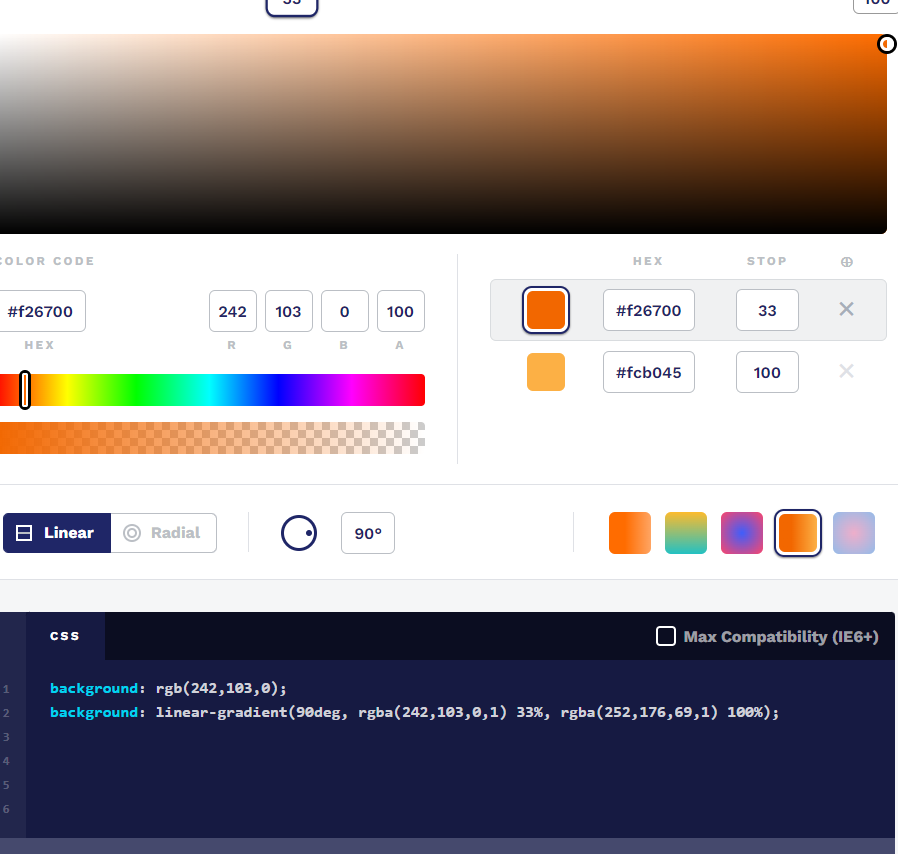 33
100
COLOR CODE
HEX
STOP
#f26700
242
103
0
100
#f26700
33
HEX
R
G
B
A
#fcb045
100
Linear
Radial
90°
CSS
Max Compatibility (IE6+)
1
background: rgb(242,103,0);
2
background: linear-gradient(90deg, rgba(242,103,0,1) 33%, rgba(252,176,69,1) 100%);
3
4
5
6